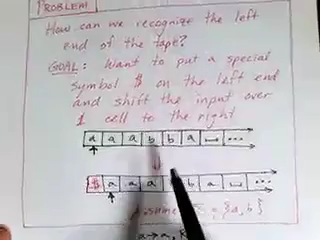 PROBLEM
How can we recognize the left
end of the tape?
GOAL: Want to put a special
symbol $ on the left end
and shift the input over
1 cell to the right
a a a b b a ⎵ ...
$ a a a b b a ⎵ ...
Assume Σ = {a,b}
a→a,